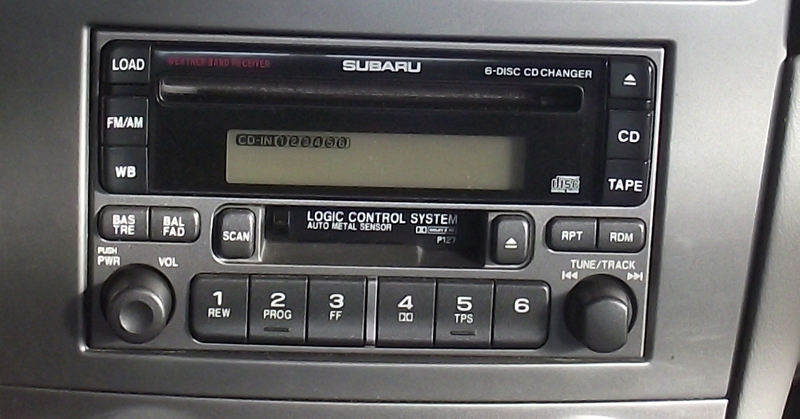 LOAD WEATHER BAND RECEIVER SUBARU 6-DISC CD CHANGER
FM/AM CD
CD-IN 1 2 3 4 5 6
WB DISC TAPE
BAS TRE BAL FAD SCAN LOGIC CONTROL SYSTEM RPT RDM
AUTO METAL SENSOR
P127
PUSH PWR VOL TUNE/TRACK
1 2 3 4 5 6
REW PROG FF TPS